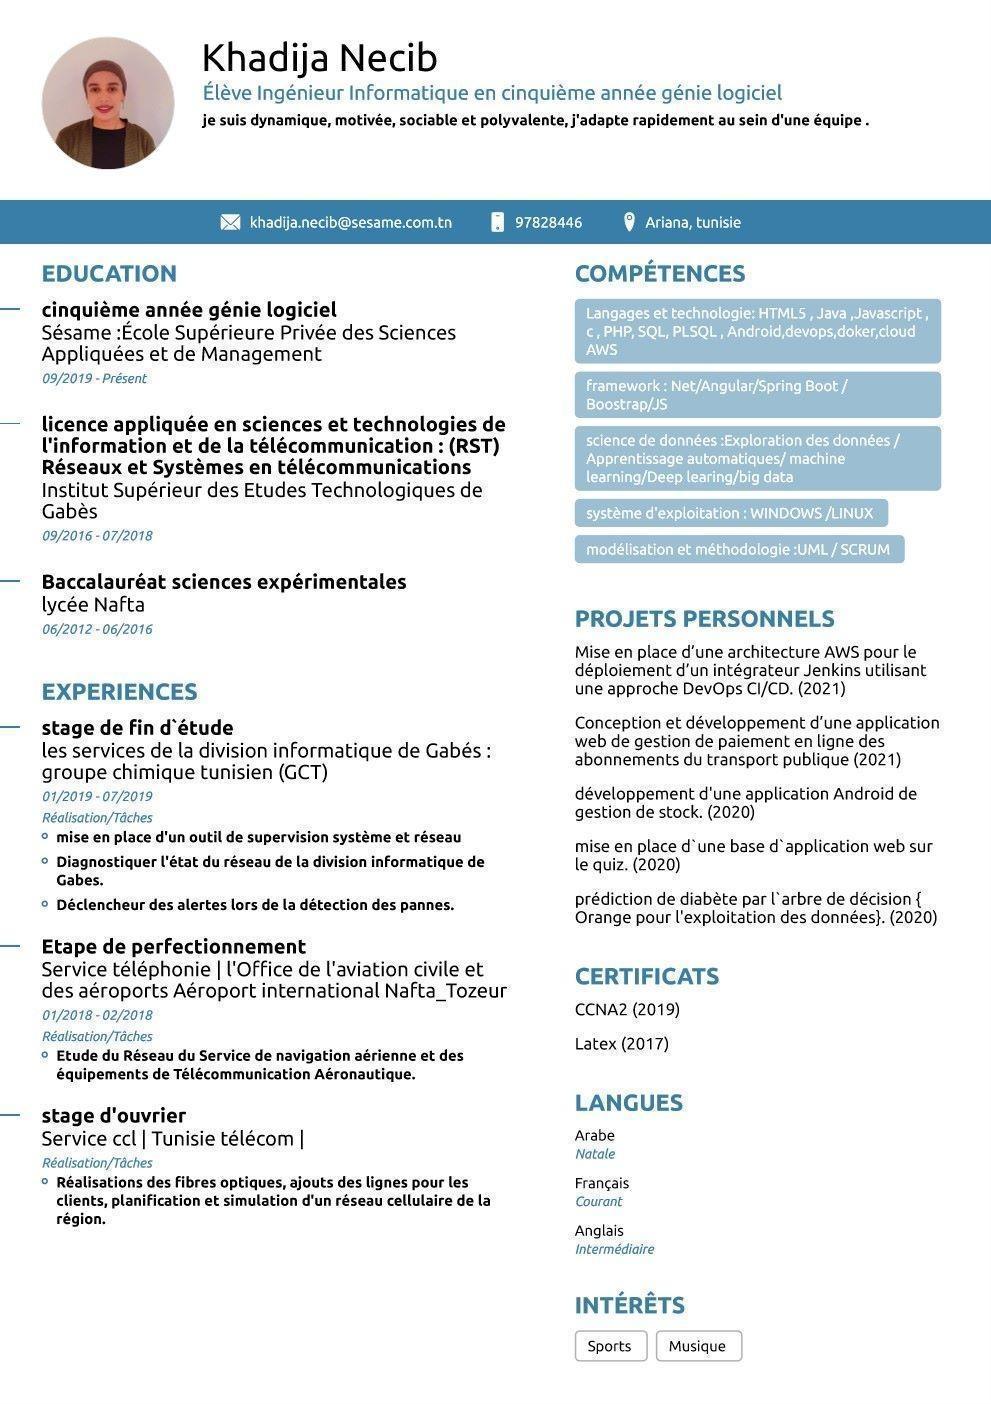 Khadija Necib
Élève Ingénieur Informatique en cinquième année génie logiciel
je suis dynamique, motivée, sociable et polyvalente, j'adapte rapidement au sein d'une équipe .
khadija.necib@sesame.com.tn
97828446
Ariana, tunisie
EDUCATION
cinquième année génie logiciel
Sésame :École Supérieure Privée des Sciences
Appliquées et de Management
09/2019 - Présent
licence appliquée en sciences et technologies de
l'information et de la télécommunication : (RST)
Réseaux et Systèmes en télécommunications
Institut Supérieur des Etudes Technologiques de
Gabès
09/2016 - 07/2018
Baccalauréat sciences expérimentales
lycée Nafta
06/2012 - 06/2016
EXPERIENCES
stage de fin d`étude
les services de la division informatique de Gabés :
groupe chimique tunisien (GCT)
01/2019 - 07/2019
Réalisation/Tâches
mise en place d'un outil de supervision système et réseau
Diagnostiquer l'état du réseau de la division informatique de
Gabes.
Déclencheur des alertes lors de la détection des pannes.
Etape de perfectionnement
Service téléphonie | l'Office de l'aviation civile et
des aéroports Aéroport international Nafta_Tozeur
01/2018 - 02/2018
Réalisation/Tâches
Etude du Réseau du Service de navigation aérienne et des
équipements de Télécommunication Aéronautique.
stage d'ouvrier
Service ccl | Tunisie télécom |
Réalisation/Tâches
Réalisations des fibres optiques, ajouts des lignes pour les
clients, planification et simulation d'un réseau cellulaire de la
région.
COMPÉTENCES
Langages et technologie: HTML5 , Java ,Javascript ,
c , PHP, SQL, PLSQL , Android,devops,doker,cloud
AWS
framework : Net/Angular/Spring Boot /
Boostrap/JS
science de données :Exploration des données /
Apprentissage automatiques/ machine
learning/Deep learing/big data
système d'exploitation : WINDOWS /LINUX
modélisation et méthodologie :UML / SCRUM
PROJETS PERSONNELS
Mise en place d’une architecture AWS pour le
déploiement d’un intégrateur Jenkins utilisant
une approche DevOps CI/CD. (2021)
Conception et développement d’une application
web de gestion de paiement en ligne des
abonnements du transport publique (2021)
développement d'une application Android de
gestion de stock. (2020)
mise en place d`une base d`application web sur
le quiz. (2020)
prédiction de diabète par l`arbre de décision {
Orange pour l'exploitation des données}. (2020)
CERTIFICATS
CCNA2 (2019)
Latex (2017)
LANGUES
Arabe
Natale
Français
Courant
Anglais
Intermédiaire
INTÉRÊTS
Sports
Musique